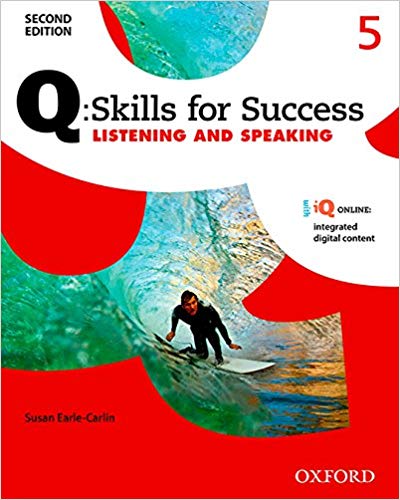 SECOND
EDITION
5
Q:Skills for Success
LISTENING AND SPEAKING
with iQ ONLINE:
integrated
digital content
Susan Earle-Carlin
OXFORD